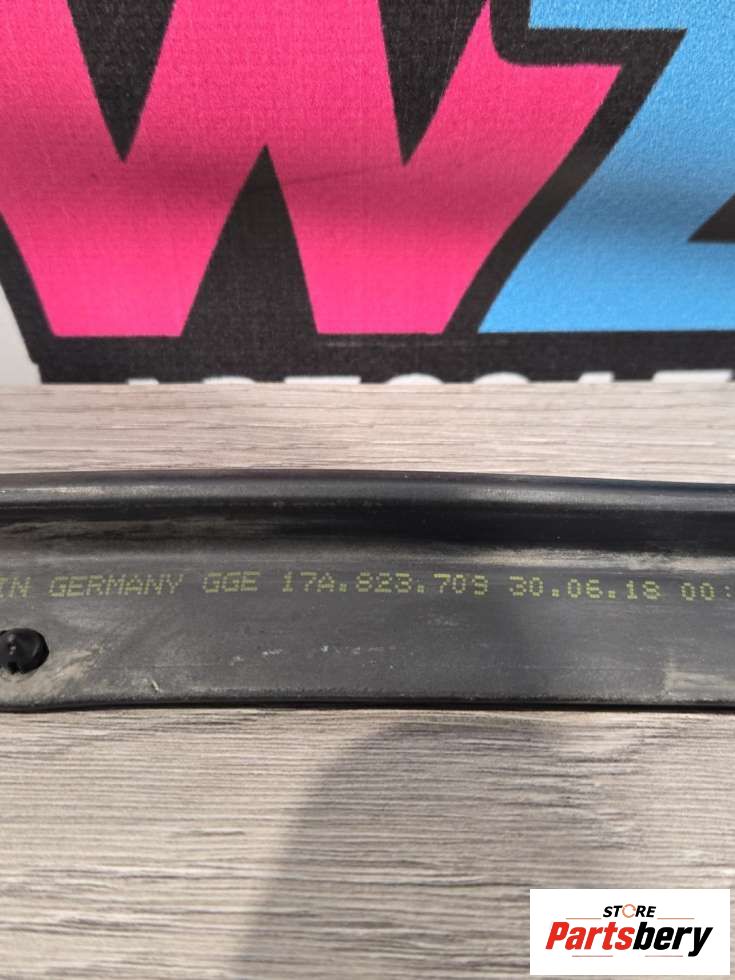 W
IN GERMANY GGE 17A.823.709 30.06.18 00:
STORE
Partsbery